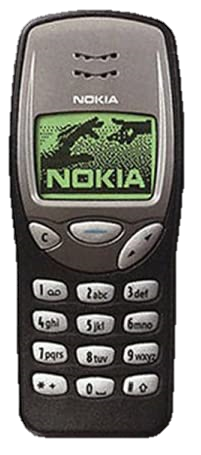 NOKIA
NOKIA
C
1 2abc 3def
4ghi 5jkl 6mno
7pqrs 8tuv 9wxyz
*+ 0 #